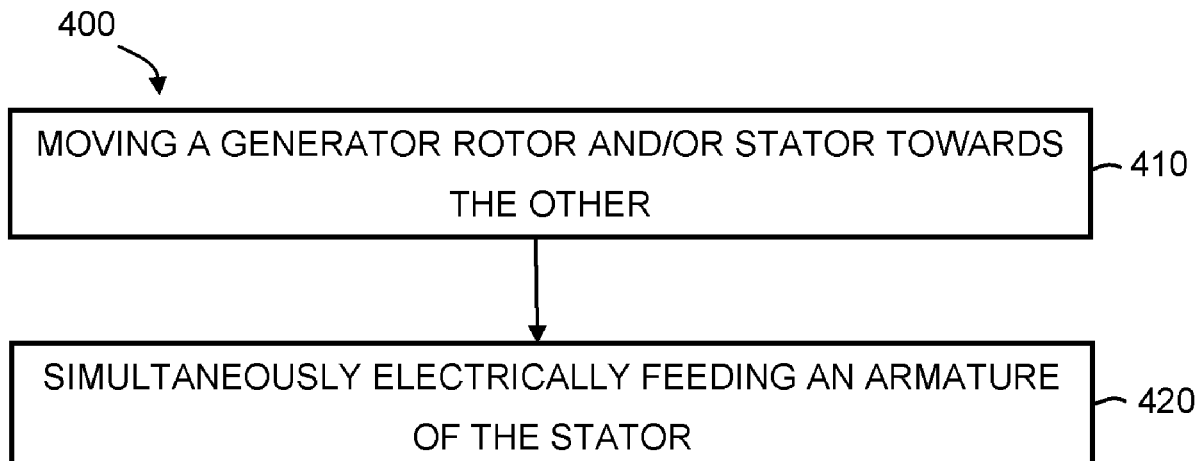 400
MOVING A GENERATOR ROTOR AND/OR STATOR TOWARDS
THE OTHER
410
SIMULTANEOUSLY ELECTRICALLY FEEDING AN ARMATURE
OF THE STATOR
420